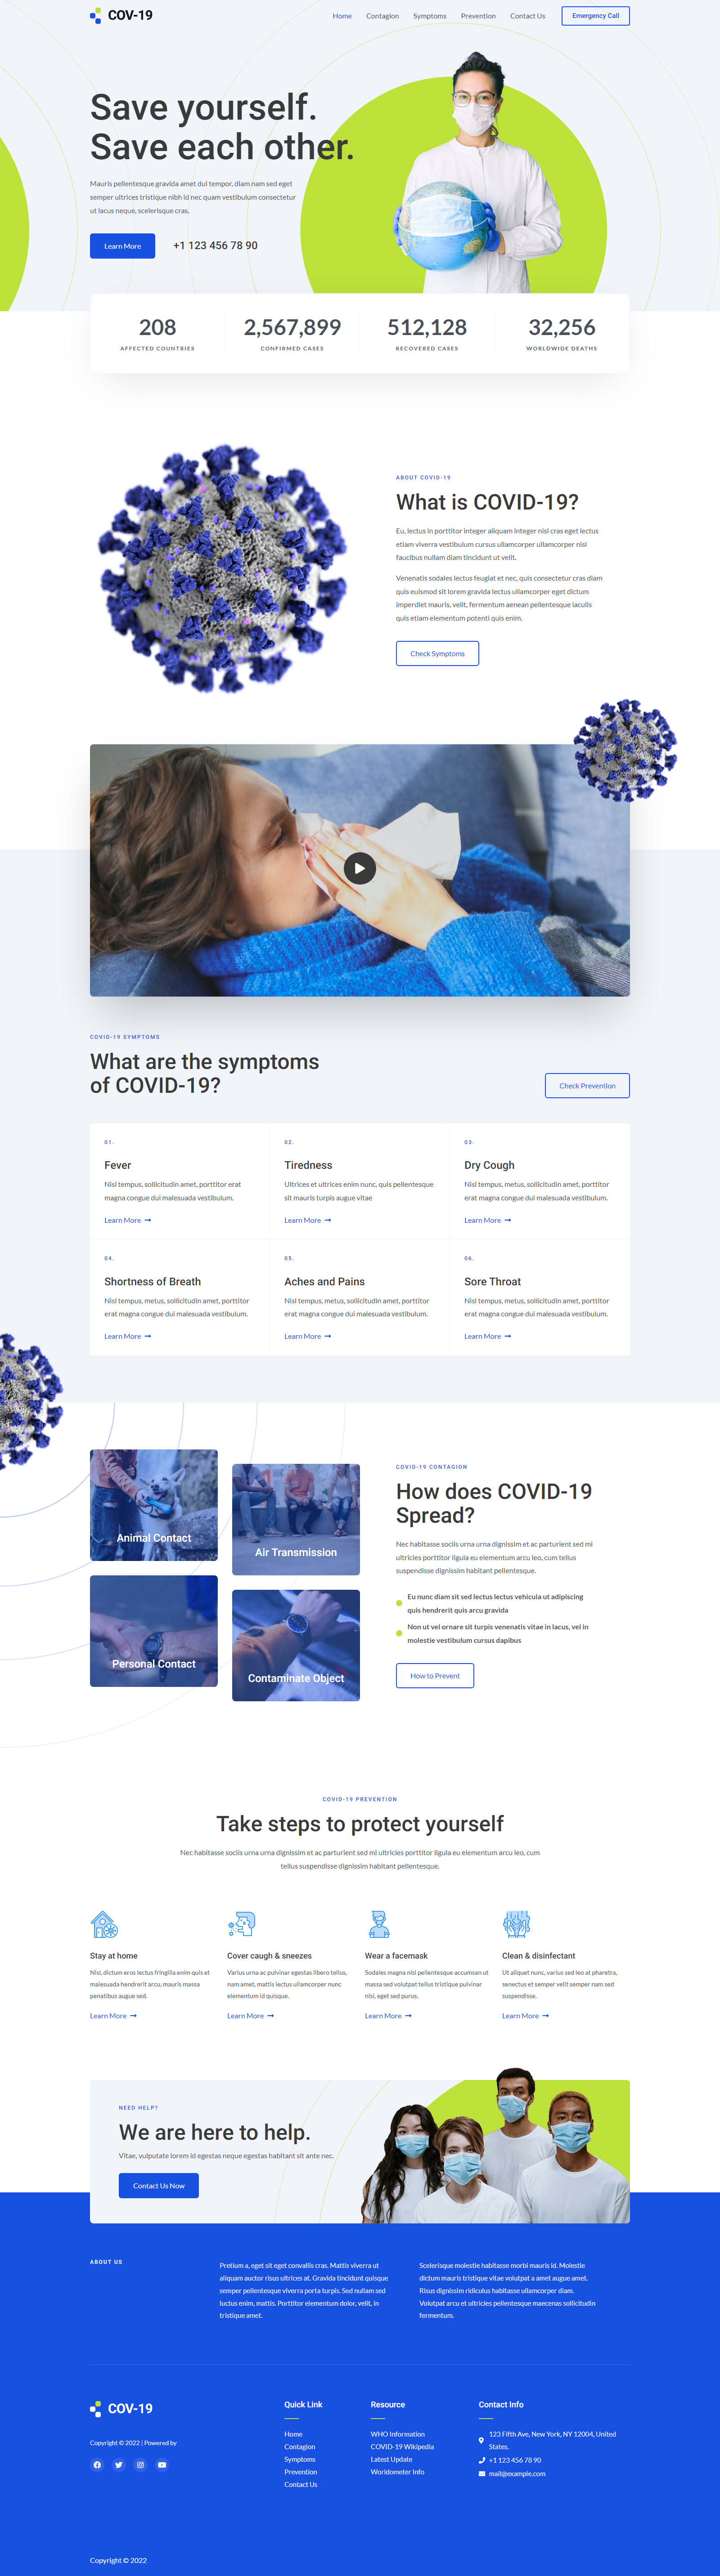 COV-19
Home
Contagion
Symptoms
Prevention
Contact Us
Emergency Call
Save yourself.
Save each other.
Mauris pellentesque gravida amet dui tempor, diam nam sed eget
semper ultrices tristique nibh id nec quam vestibulum consectetur
ut lacus neque, scelerisque cras.
Learn More
+1 123 456 78 90
208
AFFECTED COUNTRIES
2,567,899
CONFIRMED CASES
512,128
RECOVERED CASES
32,256
WORLDWIDE DEATHS
ABOUT COVID-19
What is COVID-19?
Eu, lectus in porttitor integer aliquam integer nisl cras eget lectus
etiam viverra vestibulum cursus ullamcorper ullamcorper nisl
faucibus nullam diam tincidunt ut velit.
Venenatis sodales lectus feugiat et nec, quis consectetur cras diam
quis euismod sit lorem gravida lectus ullamcorper eget dictum
imperdiet mauris, velit, fermentum aenean pellentesque iaculis
quis etiam elementum potenti quis enim.
Check Symptoms
COVID-19 SYMPTOMS
What are the symptoms
of COVID-19?
Check Prevention
01.
Fever
Nisl tempus, sollicitudin amet, porttitor erat
magna congue dui malesuada vestibulum.
Learn More
02.
Tiredness
Ultrices et ultrices enim nunc, quis pellentesque
sit mauris turpis augue vitae
Learn More
03.
Dry Cough
Nisl tempus, metus, sollicitudin amet, porttitor
erat magna congue dui malesuada vestibulum.
Learn More
04.
Shortness of Breath
Nisl tempus, metus, sollicitudin amet, porttitor
erat magna congue dui malesuada vestibulum.
Learn More
05.
Aches and Pains
Nisl tempus, metus, sollicitudin amet, porttitor
erat magna congue dui malesuada vestibulum.
Learn More
06.
Sore Throat
Nisl tempus, metus, sollicitudin amet, porttitor
erat magna congue dui malesuada vestibulum.
Learn More
Animal Contact
Air Transmission
Personal Contact
Contaminate Object
COVID-19 CONTAGION
How does COVID-19
Spread?
Nec habitasse sociis urna urna dignissim et ac parturient sed mi
ultricies porttitor ligula eu elementum arcu leo, cum tellus
suspendisse dignissim habitant pellentesque.
Eu nunc diam sit sed lectus lectus vehicula ut adipiscing
quis hendrerit quis arcu gravida
Non ut vel ornare sit turpis venenatis vitae in lacus, vel in
molestie vestibulum cursus dapibus
How to Prevent
COVID-19 PREVENTION
Take steps to protect yourself
Nec habitasse sociis urna urna dignissim et ac parturient sed mi ultricies porttitor ligula eu elementum arcu leo, cum
tellus suspendisse dignissim habitant pellentesque.
Stay at home
Nisi, dictum eros lectus fringilla enim quis et
malesuada hendrerit arcu, mauris massa
penatibus augue sed.
Learn More
Cover caugh & sneezes
Varius urna ac pulvinar egestas libero tellus,
nam amet, mattis lectus ullamcorper nunc
elementum id quisque.
Learn More
Wear a facemask
Sodales magna nisl pellentesque accumsan ut
massa sed volutpat tellus tristique pulvinar
nisi, eget sed purus.
Learn More
Clean & disinfectant
Ut aliquet nunc, varius sed leo at pharetra,
senectus et semper velit semper nam sed
suspendisse.
Learn More
NEED HELP?
We are here to help.
Vitae, vulputate lorem id egestas neque egestas habitant sit ante nec.
Contact Us Now
ABOUT US
Pretium a, eget sit eget convallis cras. Mattis viverra ut
aliquam auctor risus ultrices at. Gravida tincidunt quisque
semper pellentesque viverra porta turpis. Sed nullam sed
luctus enim, mattis. Porttitor elementum dolor, velit, in
tristique amet.
Scelerisque molestie habitasse morbi mauris id. Molestie
dictum mauris tristique vitae volutpat a amet augue amet.
Risus dignissim ridiculus habitasse ullamcorper diam.
Volutpat arcu et ultricies pellentesque maecenas sollicitudin
fermentum.
COV-19
Copyright © 2022 | Powered by
Quick Link
Home
Contagion
Symptoms
Prevention
Contact Us
Resource
WHO Information
COVID-19 Wikipedia
Latest Update
Worldometer Info
Contact Info
123 Fifth Ave, New York, NY 12004, United
States.
+1 123 456 78 90
mail@example.com
Copyright © 2022